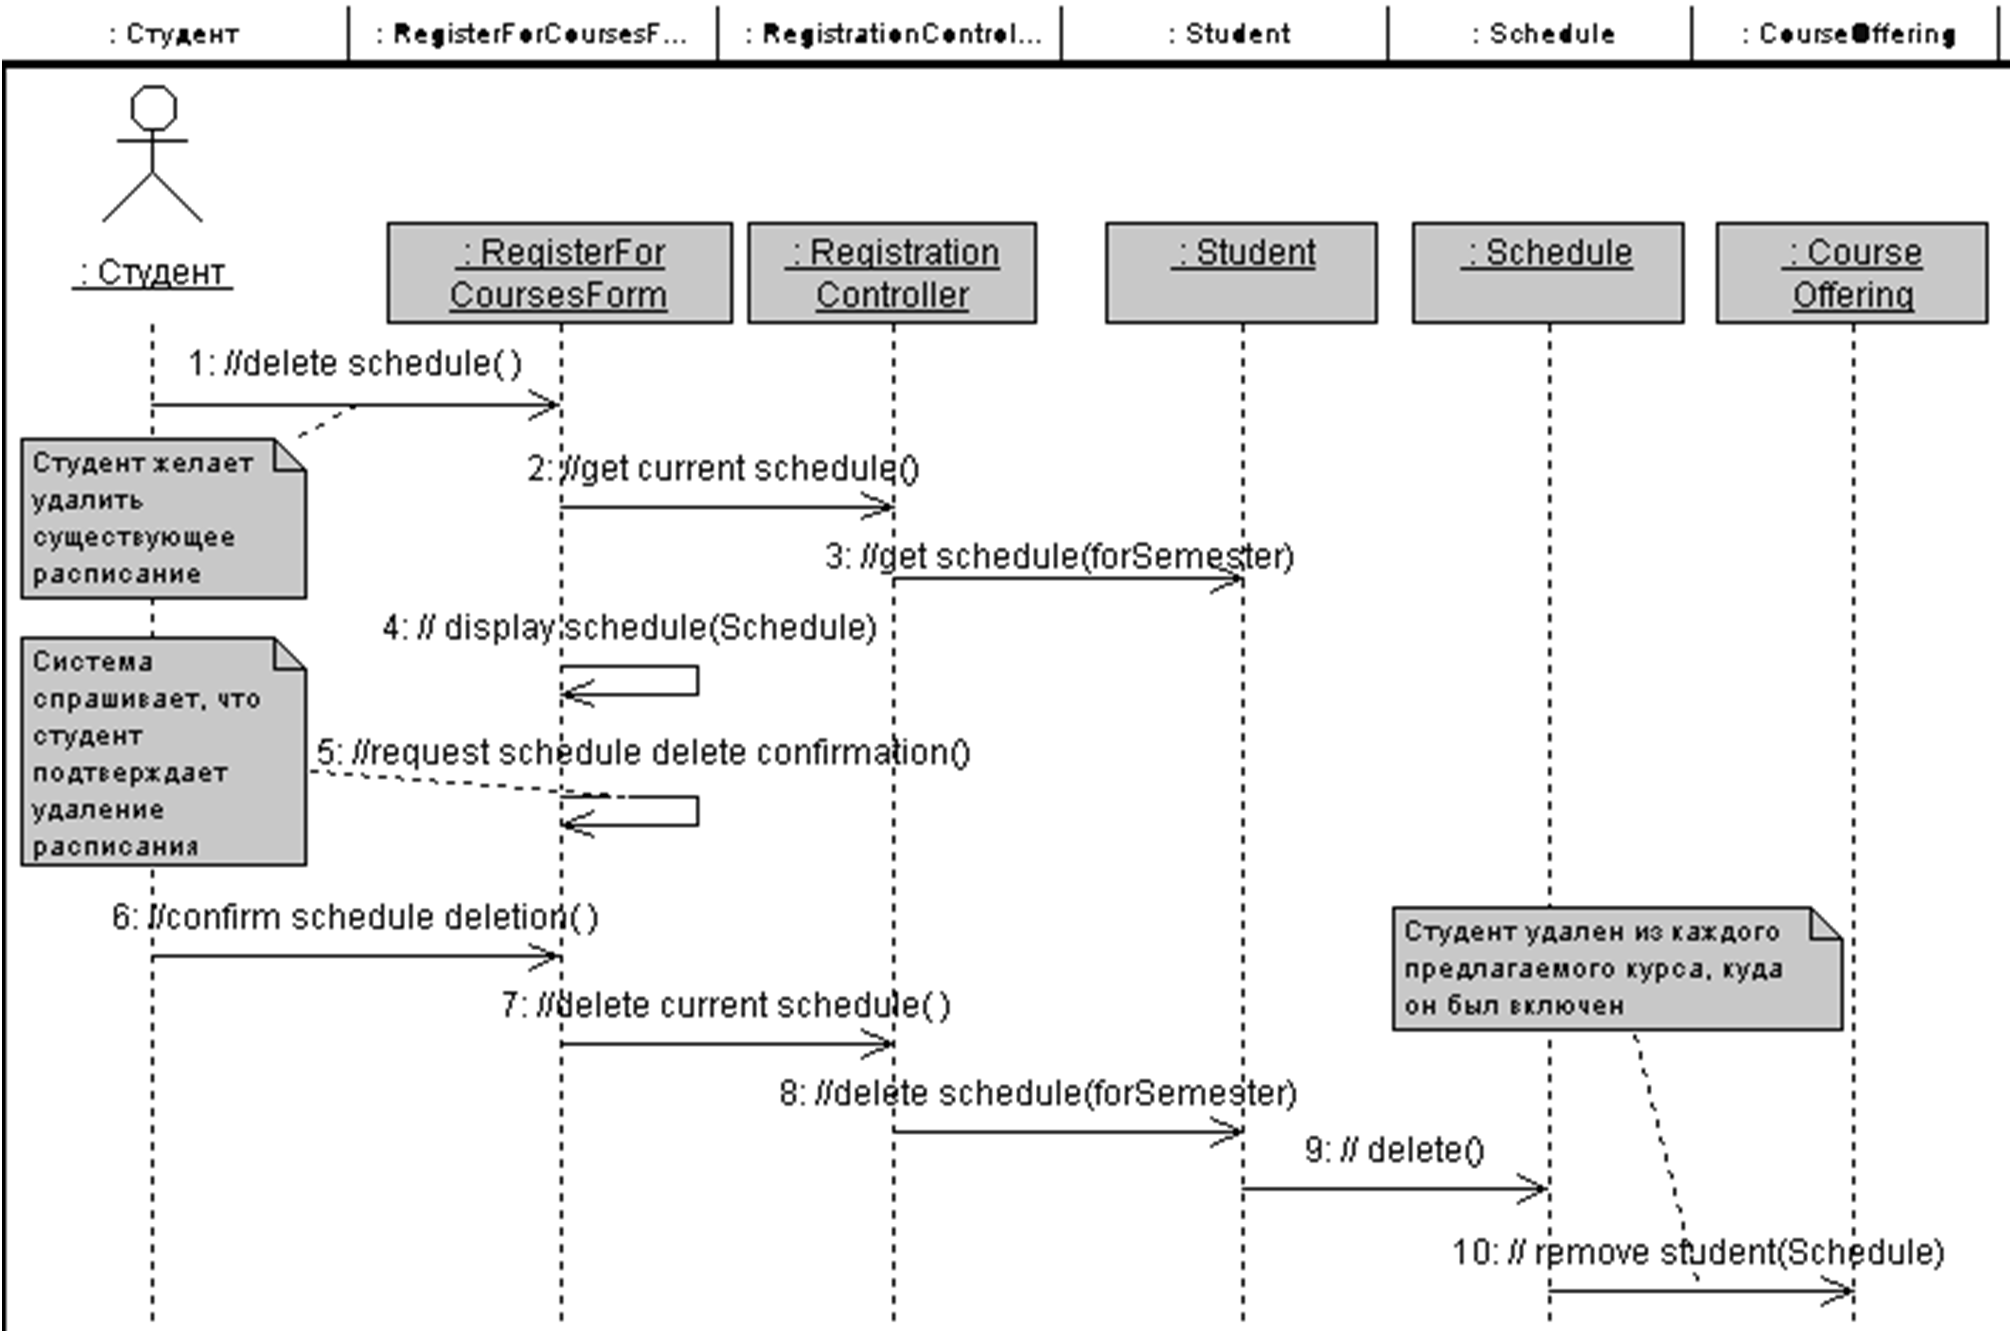 : Студент
: RegisterForCoursesF...
: RegistrationControl...
: Student
: Schedule
: CourseOffering
: Студент
: RegisterFor
CoursesForm
: Registration
Controller
: Student
: Schedule
: Course
Offering
1: //delete schedule( )
Студент желает
удалить
существующее
расписание
2: //get current schedule()
3: //get schedule(forSemester)
4: // display schedule(Schedule)
Система
спрашивает, что
студент
подтверждает
удаление
расписания
5: //request schedule delete confirmation()
6: //confirm schedule deletion( )
Студент удален из каждого
предлагаемого курса, куда
он был включен
7: //delete current schedule( )
8: //delete schedule(forSemester)
9: // delete()
10: // remove student(Schedule)